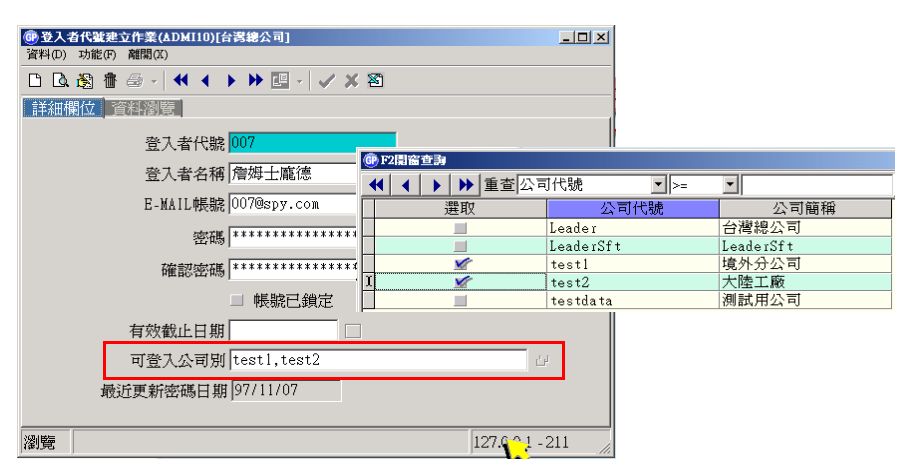 GP 登入者代號建立作業(ADMI10)[台灣總公司]
資料(D) 功能(F) 離開(X)
詳細欄位 資料瀏覽
登入者代號 007
登入者名稱 詹姆士龐德
E-MAIL帳號 007@spy.com
密碼 ****************
確認密碼 ****************
帳號已鎖定
有效截止日期
可登入公司別 test1,test2
最近更新密碼日期 97/11/07
瀏覽
127.0.0.1 - 211
GP F2開窗查詢
重查 公司代號 >=
選取 公司代號 公司簡稱
Leader 台灣總公司
LeaderSft LeaderSft
test1 境外分公司
test2 大陸工廠
testdata 測試用公司